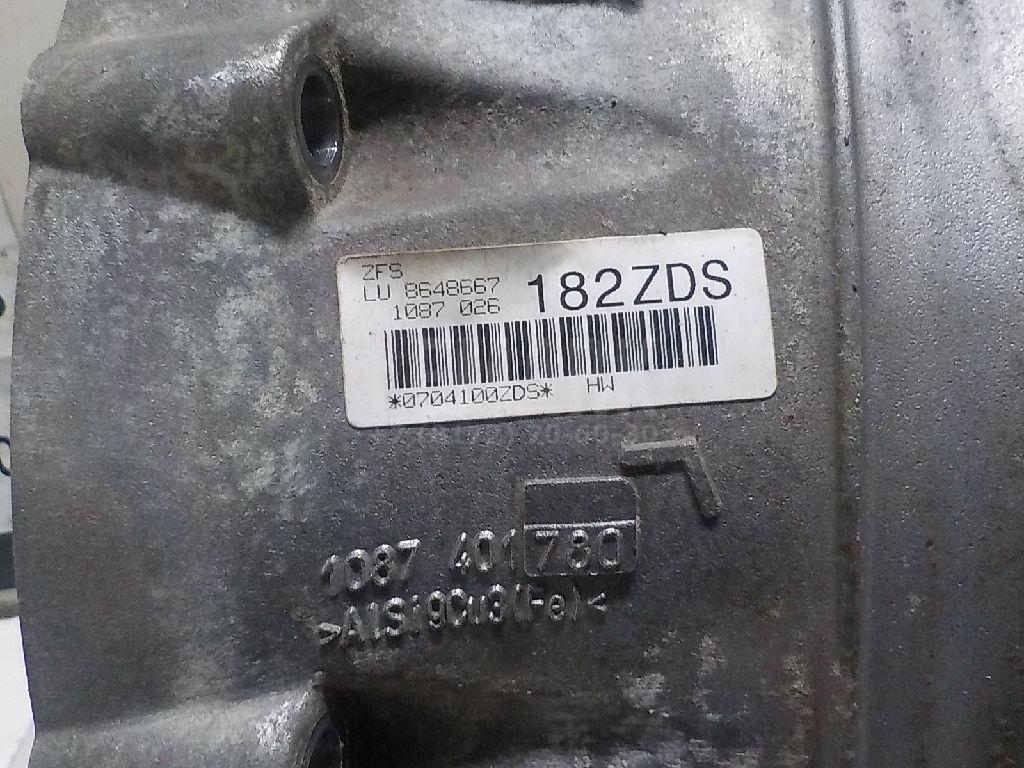 ZFS
LU 8648667
1087 026
182ZDS
*0704100ZDS* HW
1087 401 780
>AlSi9Cu3(Fe)<